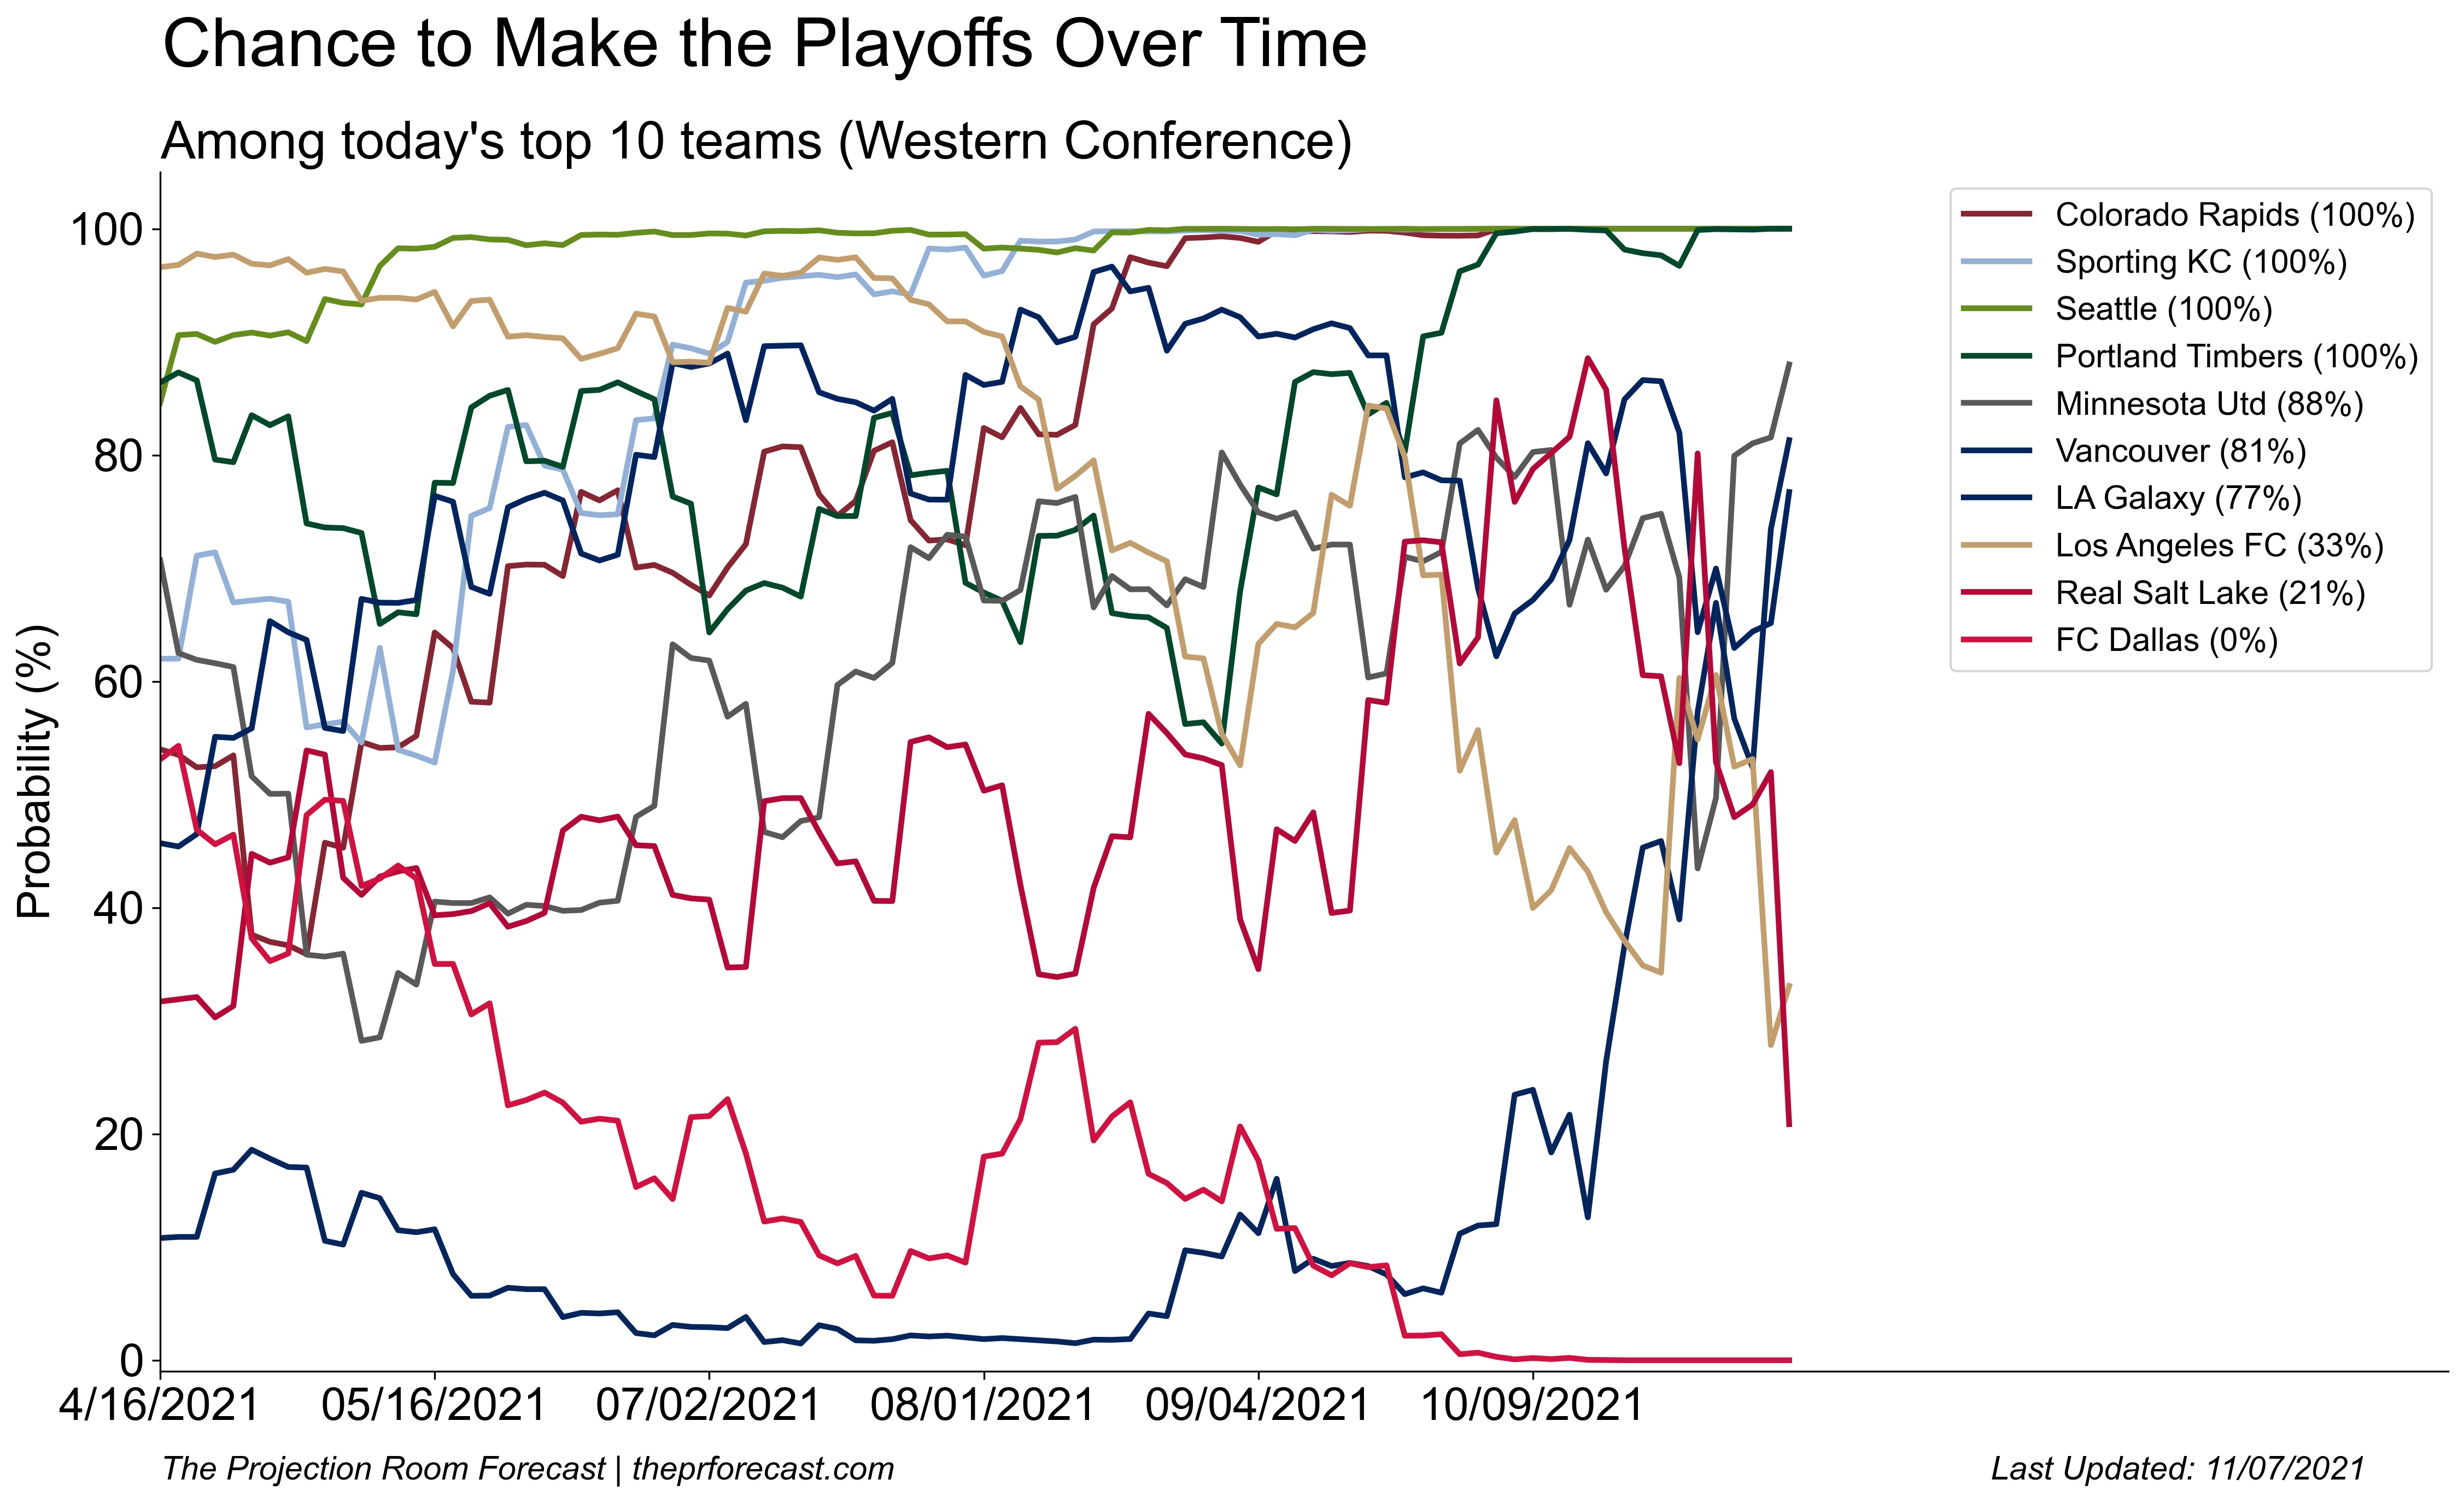 Chance to Make the Playoffs Over Time
Among today's top 10 teams (Western Conference)
Probability (%)
100
80
60
40
20
0
4/16/2021
05/16/2021
07/02/2021
08/01/2021
09/04/2021
10/09/2021
Colorado Rapids (100%)
Sporting KC (100%)
Seattle (100%)
Portland Timbers (100%)
Minnesota Utd (88%)
Vancouver (81%)
LA Galaxy (77%)
Los Angeles FC (33%)
Real Salt Lake (21%)
FC Dallas (0%)
The Projection Room Forecast | theprforecast.com
Last Updated: 11/07/2021